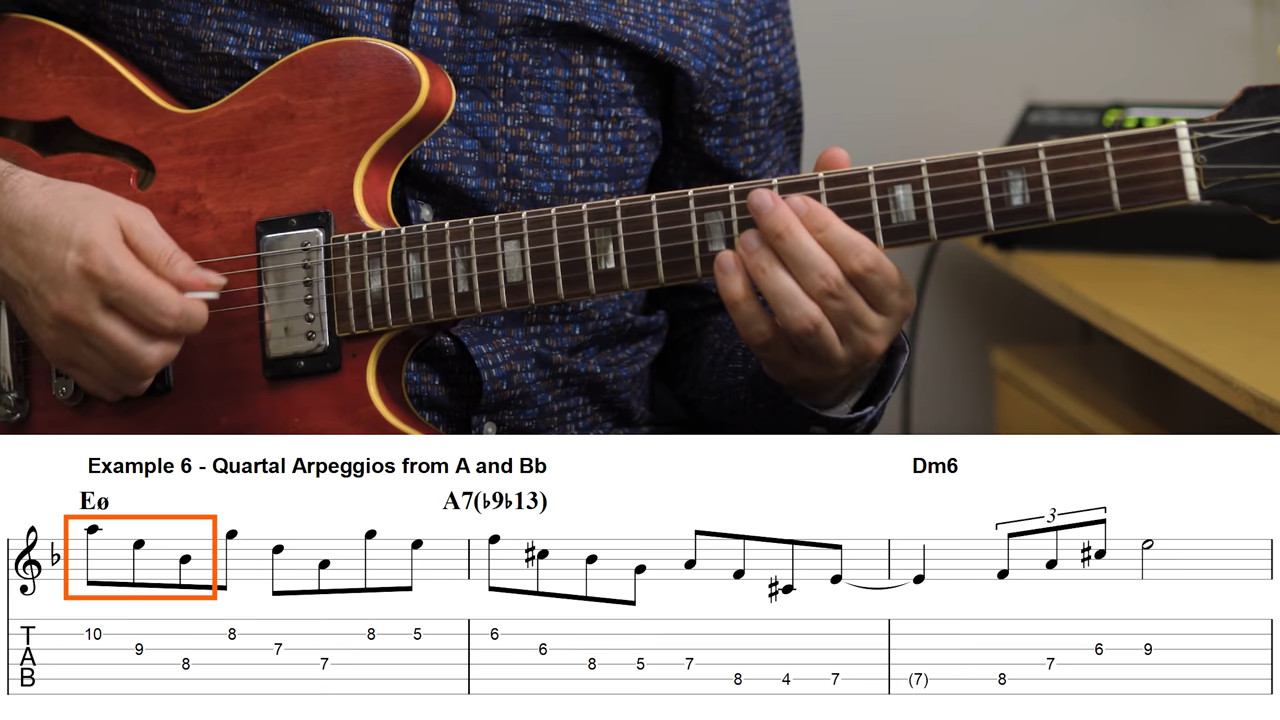 Example 6 - Quartal Arpeggios from A and Bb
Dm6
Eø
A7(♭9♭13)
3
T 10 8 8 5 6 6 9
A 9 8 7 7 6 8 5 7 7
B 8 4 7 (7) 8